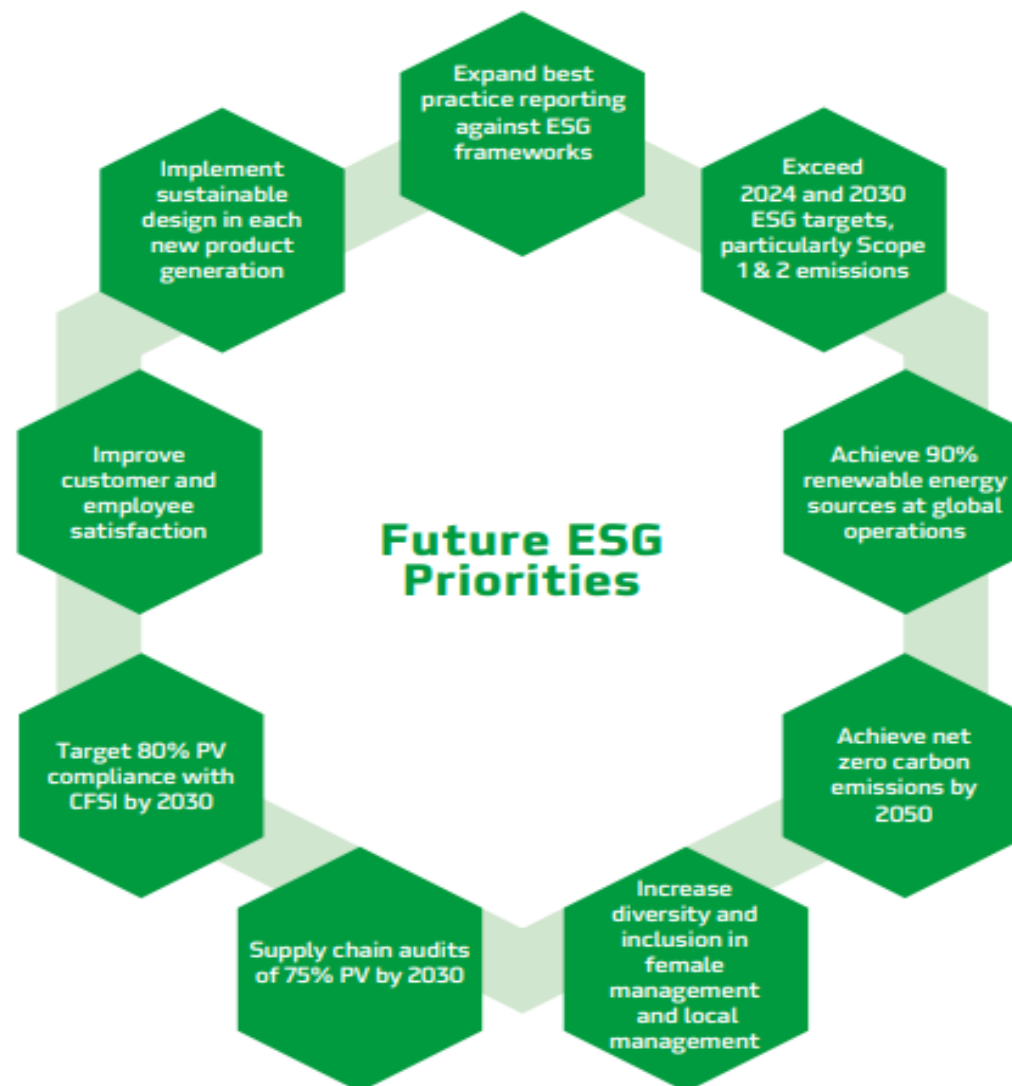 Expand best
practice reporting
against ESG
frameworks
Exceed
2024 and 2030
ESG targets,
particularly Scope
1 & 2 emissions
Achieve 90%
renewable energy
sources at global
operations
Achieve net
zero carbon
emissions by
2050
Increase
diversity and
inclusion in
female
management
and local
management
Supply chain audits
of 75% PV by 2030
Target 80% PV
compliance with
CFSI by 2030
Improve
customer and
employee
satisfaction
Implement
sustainable
design in each
new product
generation
Future ESG
Priorities